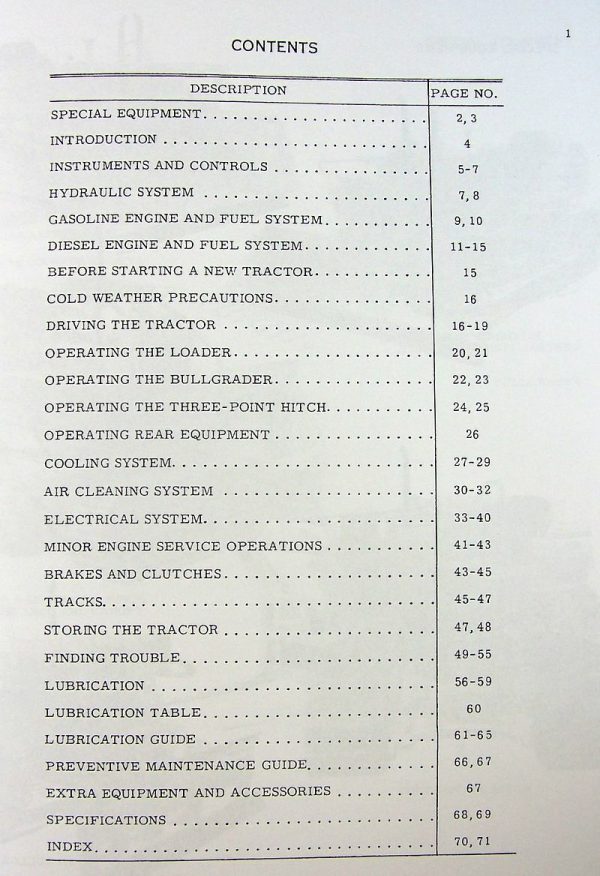 1
CONTENTS
DESCRIPTION PAGE NO.
SPECIAL EQUIPMENT. . . . . . . . . . . . . . . . . . . . . . . 2, 3
INTRODUCTION . . . . . . . . . . . . . . . . . . . . . . . . . . . 4
INSTRUMENTS AND CONTROLS . . . . . . . . . . . . . . . . 5-7
HYDRAULIC SYSTEM . . . . . . . . . . . . . . . . . . . . . . . 7, 8
GASOLINE ENGINE AND FUEL SYSTEM. . . . . . . . . . . 9, 10
DIESEL ENGINE AND FUEL SYSTEM. . . . . . . . . . . . . 11-15
BEFORE STARTING A NEW TRACTOR. . . . . . . . . . . . 15
COLD WEATHER PRECAUTIONS. . . . . . . . . . . . . . . . 16
DRIVING THE TRACTOR . . . . . . . . . . . . . . . . . . . . . 16-19
OPERATING THE LOADER. . . . . . . . . . . . . . . . . . . . 20, 21
OPERATING THE BULLGRADER. . . . . . . . . . . . . . . . 22, 23
OPERATING THE THREE-POINT HITCH. . . . . . . . . . . 24, 25
OPERATING REAR EQUIPMENT . . . . . . . . . . . . . . . . 26
COOLING SYSTEM. . . . . . . . . . . . . . . . . . . . . . . . . . 27-29
AIR CLEANING SYSTEM . . . . . . . . . . . . . . . . . . . . . 30-32
ELECTRICAL SYSTEM. . . . . . . . . . . . . . . . . . . . . . . 33-40
MINOR ENGINE SERVICE OPERATIONS . . . . . . . . . . . 41-43
BRAKES AND CLUTCHES. . . . . . . . . . . . . . . . . . . . . 43-45
TRACKS. . . . . . . . . . . . . . . . . . . . . . . . . . . . . . . . . 45-47
STORING THE TRACTOR . . . . . . . . . . . . . . . . . . . . . 47, 48
FINDING TROUBLE. . . . . . . . . . . . . . . . . . . . . . . . . 49-55
LUBRICATION . . . . . . . . . . . . . . . . . . . . . . . . . . . . 56-59
LUBRICATION TABLE. . . . . . . . . . . . . . . . . . . . . . . 60
LUBRICATION GUIDE . . . . . . . . . . . . . . . . . . . . . . . 61-65
PREVENTIVE MAINTENANCE GUIDE. . . . . . . . . . . . . 66, 67
EXTRA EQUIPMENT AND ACCESSORIES . . . . . . . . . . 67
SPECIFICATIONS . . . . . . . . . . . . . . . . . . . . . . . . . . 68, 69
INDEX. . . . . . . . . . . . . . . . . . . . . . . . . . . . . . . . . . 70, 71